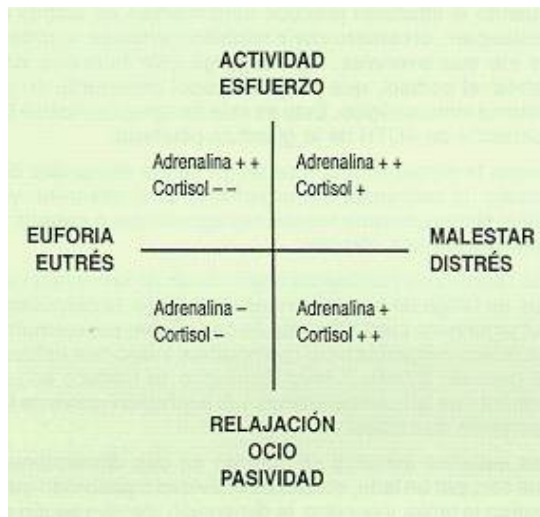 ACTIVIDAD
ESFUERZO
Adrenalina + +
Cortisol – –
Adrenalina + +
Cortisol +
EUFORIA
EUTRÉS
MALESTAR
DISTRÉS
Adrenalina –
Cortisol –
Adrenalina +
Cortisol + +
RELAJACIÓN
OCIO
PASIVIDAD